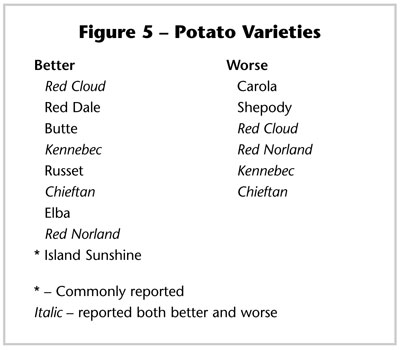 Figure 5 – Potato Varieties
Better
Red Cloud
Red Dale
Butte
Kennebec
Russet
Chieftan
Elba
Red Norland
* Island Sunshine
Worse
Carola
Shepody
Red Cloud
Red Norland
Kennebec
Chieftan
* – Commonly reported
Italic – reported both better and worse